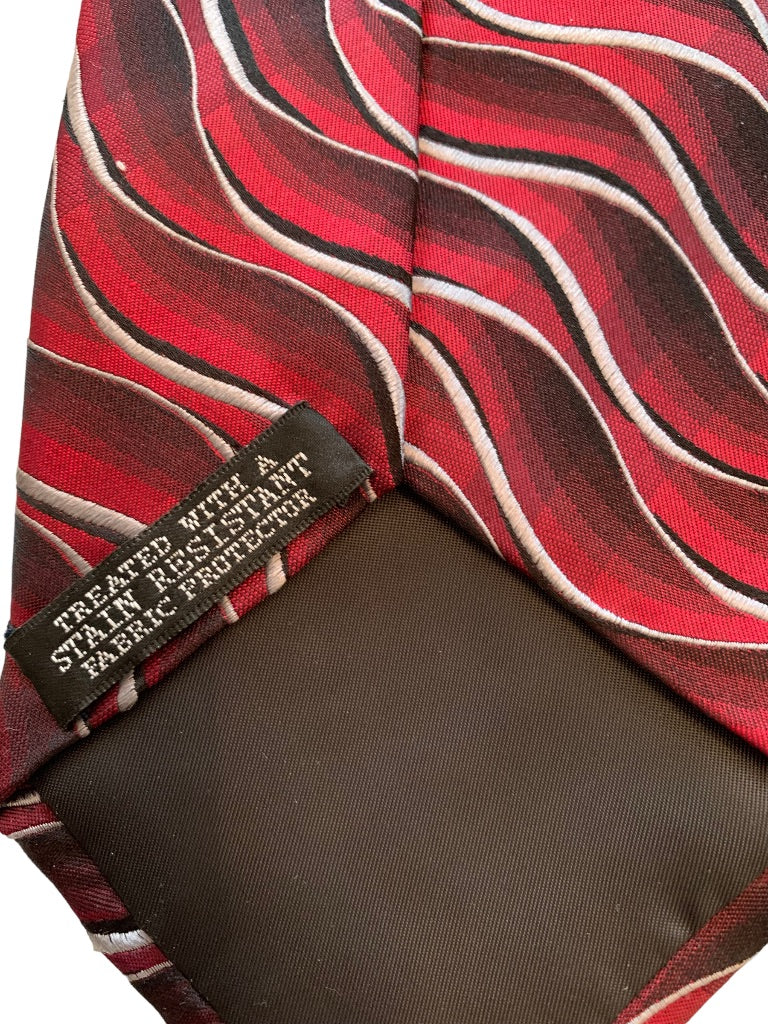 TREATED WITH A
STAIN RESISTANT
FABRIC PROTECTOR